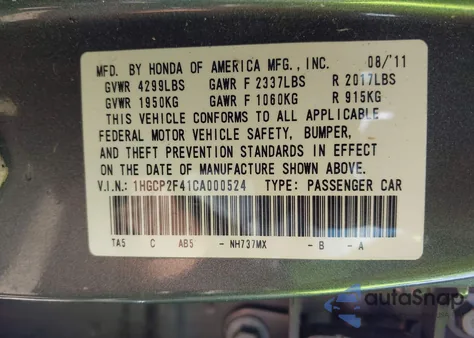 MFD. BY HONDA OF AMERICA MFG., INC. 08/'11
GVWR 4299LBS GAWR F 2337LBS R 2017LBS
GVWR 1950KG GAWR F 1060KG R 915KG
THIS VEHICLE CONFORMS TO ALL APPLICABLE
FEDERAL MOTOR VEHICLE SAFETY, BUMPER,
AND THEFT PREVENTION STANDARDS IN EFFECT
ON THE DATE OF MANUFACTURE SHOWN ABOVE.
V.I.N.: 1HGCP2F41CA000524 TYPE: PASSENGER CAR
TA5 C AB5 - NH737MX - B - A
autoSnap